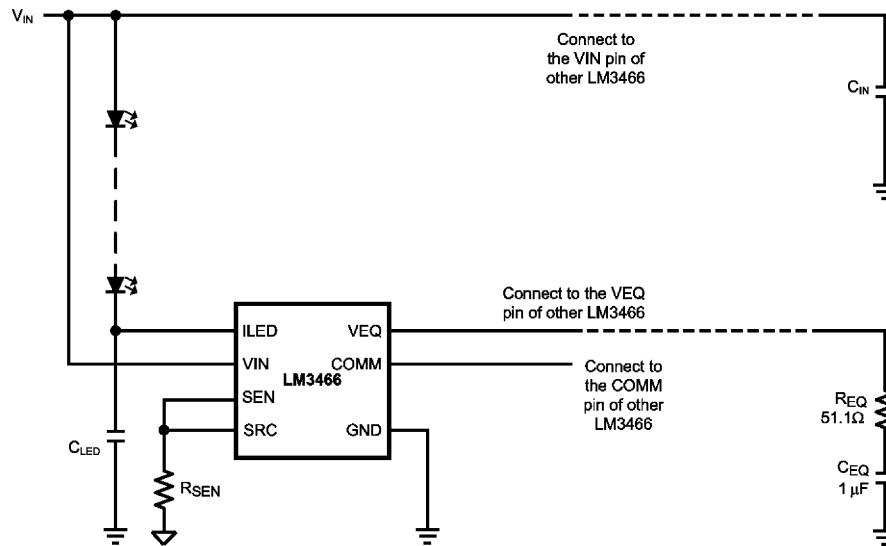 VIN
Connect to
the VIN pin of
other LM3466
CIN
Connect to the VEQ
pin of other LM3466
ILED
VEQ
VIN
COMM
LM3466
SEN
SRC
GND
Connect to
the COMM
pin of other
LM3466
REQ
51.1Ω
CLED
RSEN
CEQ
1 μF